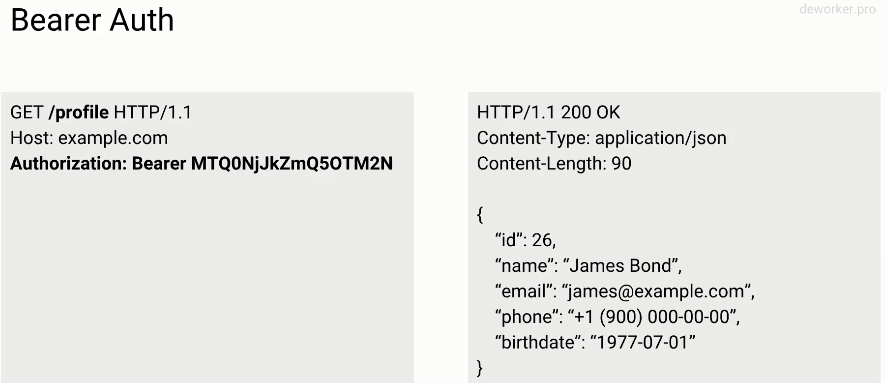 Bearer Auth
deworker.pro
GET /profile HTTP/1.1
Host: example.com
Authorization: Bearer MTQ0NjJkZmQ5OTM2N
HTTP/1.1 200 OK
Content-Type: application/json
Content-Length: 90
{
“id”: 26,
“name”: “James Bond”,
“email”: “james@example.com“,
“phone”: “+1 (900) 000-00-00”,
“birthdate“: “1977-07-01”
}